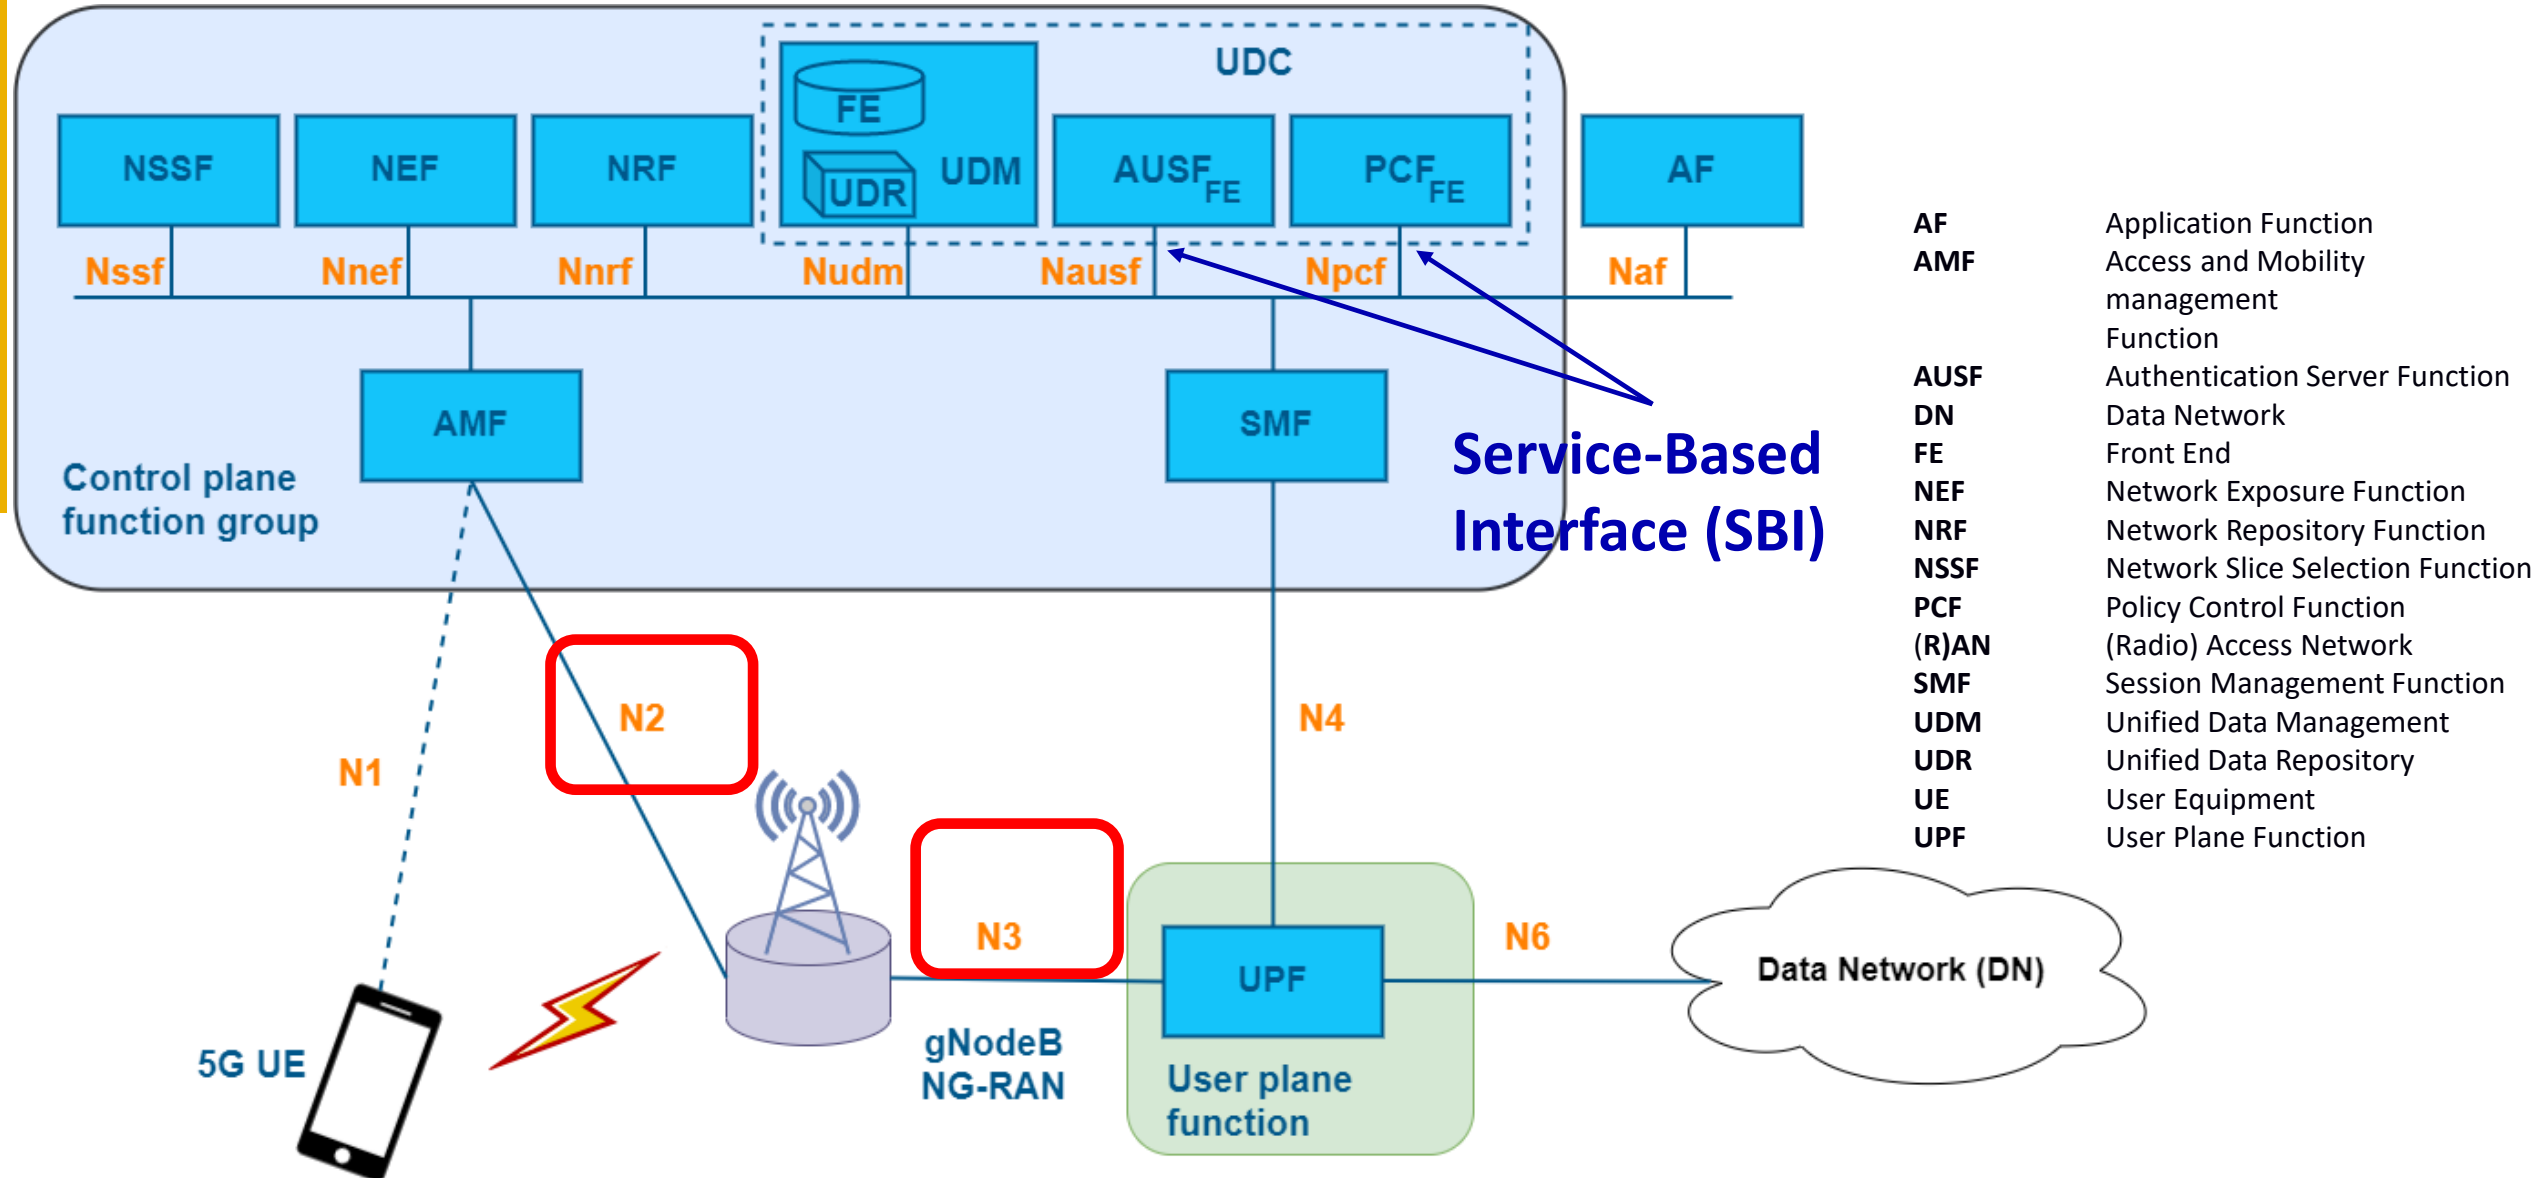 UDC
FE
NSSF
NEF
NRF
UDR
UDM
AUSF FE
PCF FE
AF
Nssf
Nnef
Nnrf
Nudm
Nausf
Npcf
Naf
AMF
SMF
Control plane
function group
Service-Based
Interface (SBI)
N1
N2
N4
N3
N6
UPF
Data Network (DN)
gNodeB
NG-RAN
5G UE
User plane
function
AF Application Function
AMF Access and Mobility
management
Function
AUSF Authentication Server Function
DN Data Network
FE Front End
NEF Network Exposure Function
NRF Network Repository Function
NSSF Network Slice Selection Function
PCF Policy Control Function
(R)AN (Radio) Access Network
SMF Session Management Function
UDM Unified Data Management
UDR Unified Data Repository
UE User Equipment
UPF User Plane Function